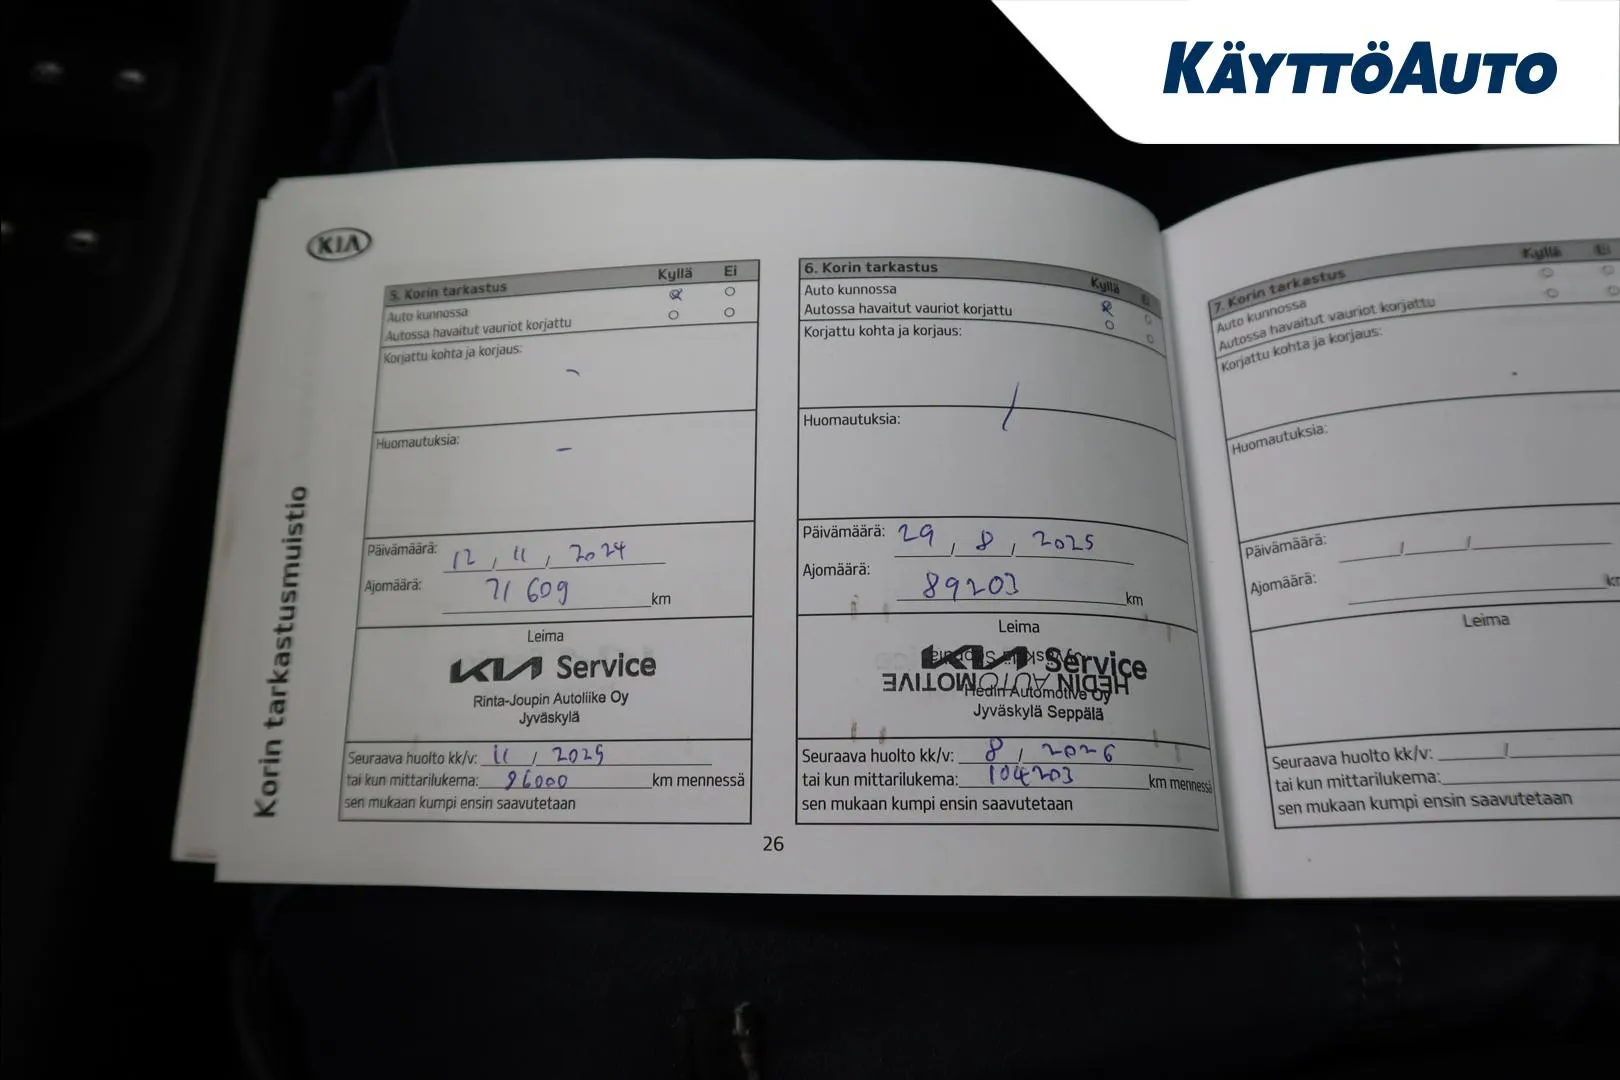 KÄYTTÖAUTO
KIA
Korin tarkastusmuistio
5. Korin tarkastus Kyllä Ei
Auto kunnossa
Autossa havaitut vauriot korjattu
Korjattu kohta ja korjaus:
Huomautuksia:
Päivämäärä: 12 , 11 , 2024
Ajomäärä: 71 609 km
Leima
KIA Service
Rinta-Joupin Autoliike Oy
Jyväskylä
Seuraava huolto kk/v: 11 / 2025
tai kun mittarilukema: 86000 km mennessä
sen mukaan kumpi ensin saavutetaan
6. Korin tarkastus Kyllä Ei
Auto kunnossa
Autossa havaitut vauriot korjattu
Korjattu kohta ja korjaus:
Huomautuksia:
Päivämäärä: 29 , 8 , 2025
Ajomäärä: 89203 km
Leima
KIA Service
HEDIN AUTOMOTIVE
Hedin Automotive Oy
Jyväskylä Seppälä
Seuraava huolto kk/v: 8 / 2026
tai kun mittarilukema: 104203 km mennessä
sen mukaan kumpi ensin saavutetaan
26
7. Korin tarkastus Kyllä Ei
Auto kunnossa
Autossa havaitut vauriot korjattu
Korjattu kohta ja korjaus:
Huomautuksia:
Päivämäärä: / /
Ajomäärä:
Leima
Seuraava huolto kk/v: /
tai kun mittarilukema:
sen mukaan kumpi ensin saavutetaan